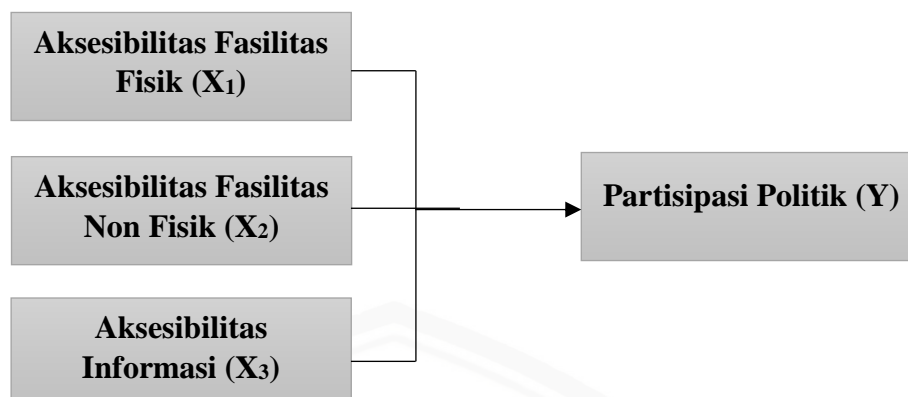 Aksesibilitas Fasilitas
Fisik (X₁)
Aksesibilitas Fasilitas
Non Fisik (X₂)
Aksesibilitas
Informasi (X₃)
Partisipasi Politik (Y)